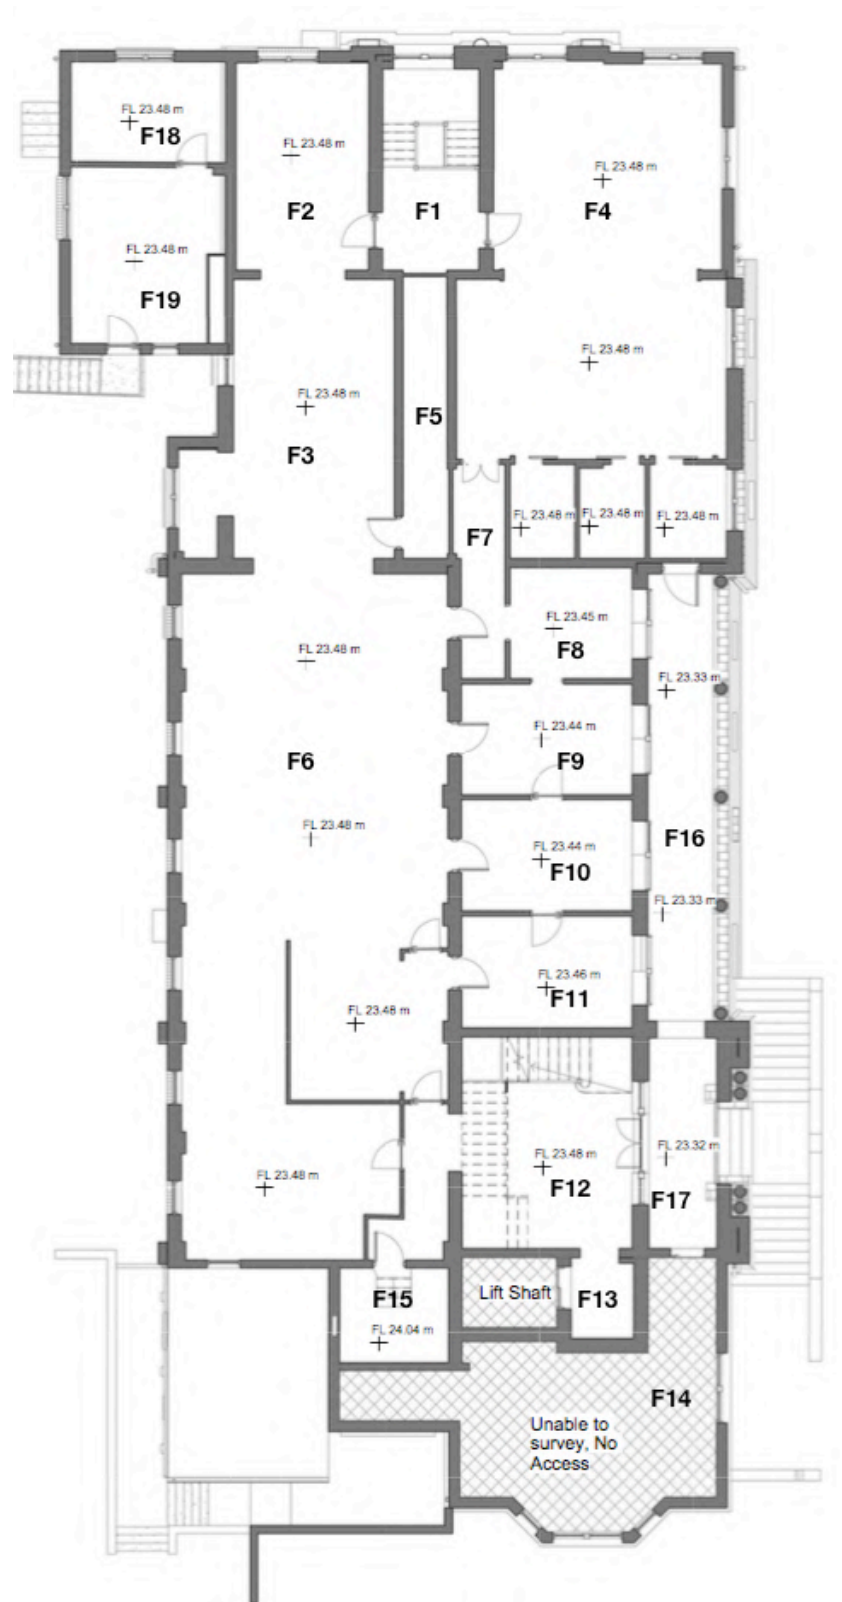 FL 23.48 m
F18
FL 23.48 m
F2
F1
FL 23.48 m
F4
FL 23.48 m
F19
FL 23.48 m
FL 23.48 m
F5
F3
FL 23.48 m
FL 23.48 m
FL 23.48 m
F7
FL 23.45 m
F8
FL 23.48 m
FL 23.33 m
FL 23.44 m
F9
F6
FL 23.48 m
FL 23.44 m
F10
F16
FL 23.33 m
FL 23.46 m
F11
FL 23.48 m
FL 23.48 m
F12
FL 23.32 m
F17
FL 23.48 m
Lift Shaft
F13
F15
FL 24.04 m
F14
Unable to
survey, No
Access